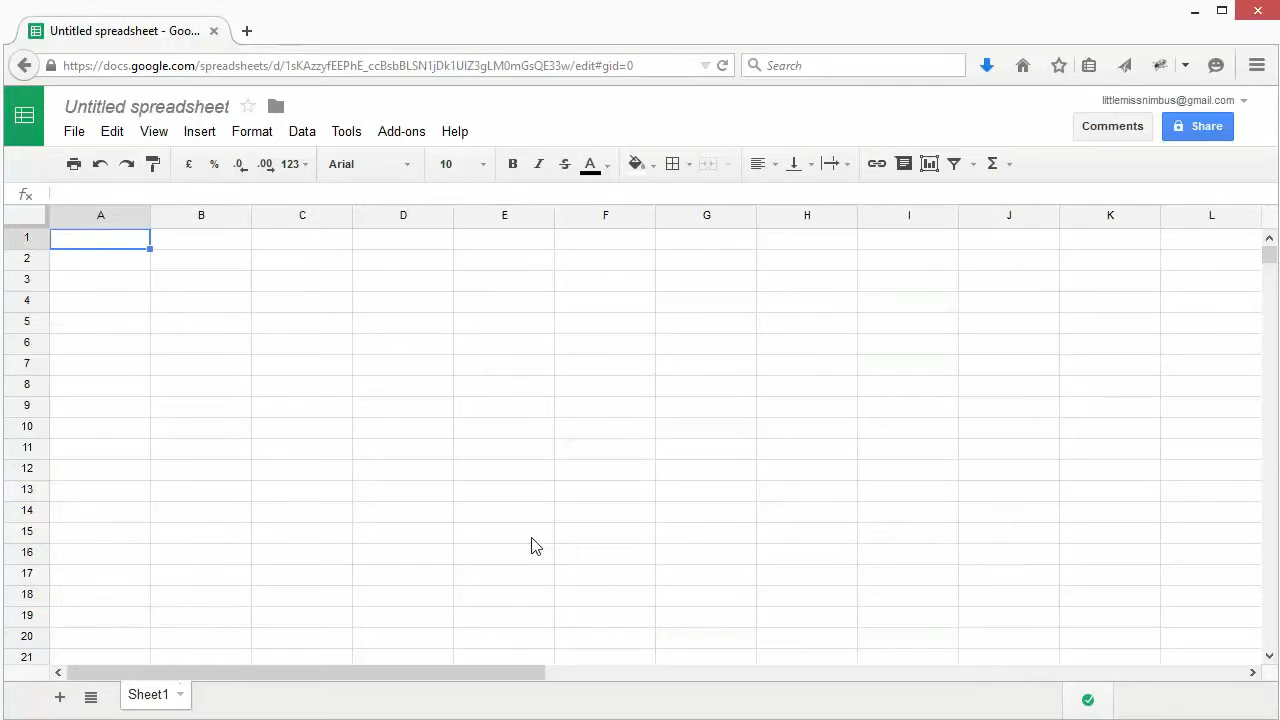 Untitled spreadsheet - Goo...
https://docs.google.com/spreadsheets/d/1sKAzzyfEEPhE_ccBsbBLSN1jDk1UIZ3gLM0mGsQE33w/edit#gid=0
Search
Untitled spreadsheet
littlemissnimbus@gmail.com
File Edit View Insert Format Data Tools Add-ons Help
Comments
Share
£ % .0 .00 123 Arial 10 B I S A Σ
fx
A B C D E F G H I J K L
1
2
3
4
5
6
7
8
9
10
11
12
13
14
15
16
17
18
19
20
21
+ Sheet1